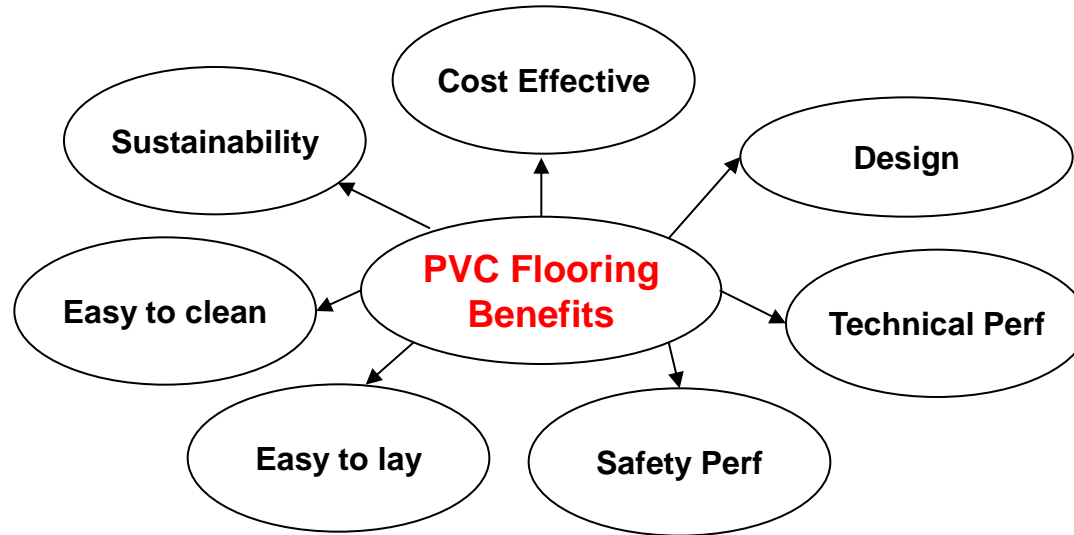 Cost Effective
Sustainability
Design
PVC Flooring
Benefits
Easy to clean
Technical Perf
Easy to lay
Safety Perf